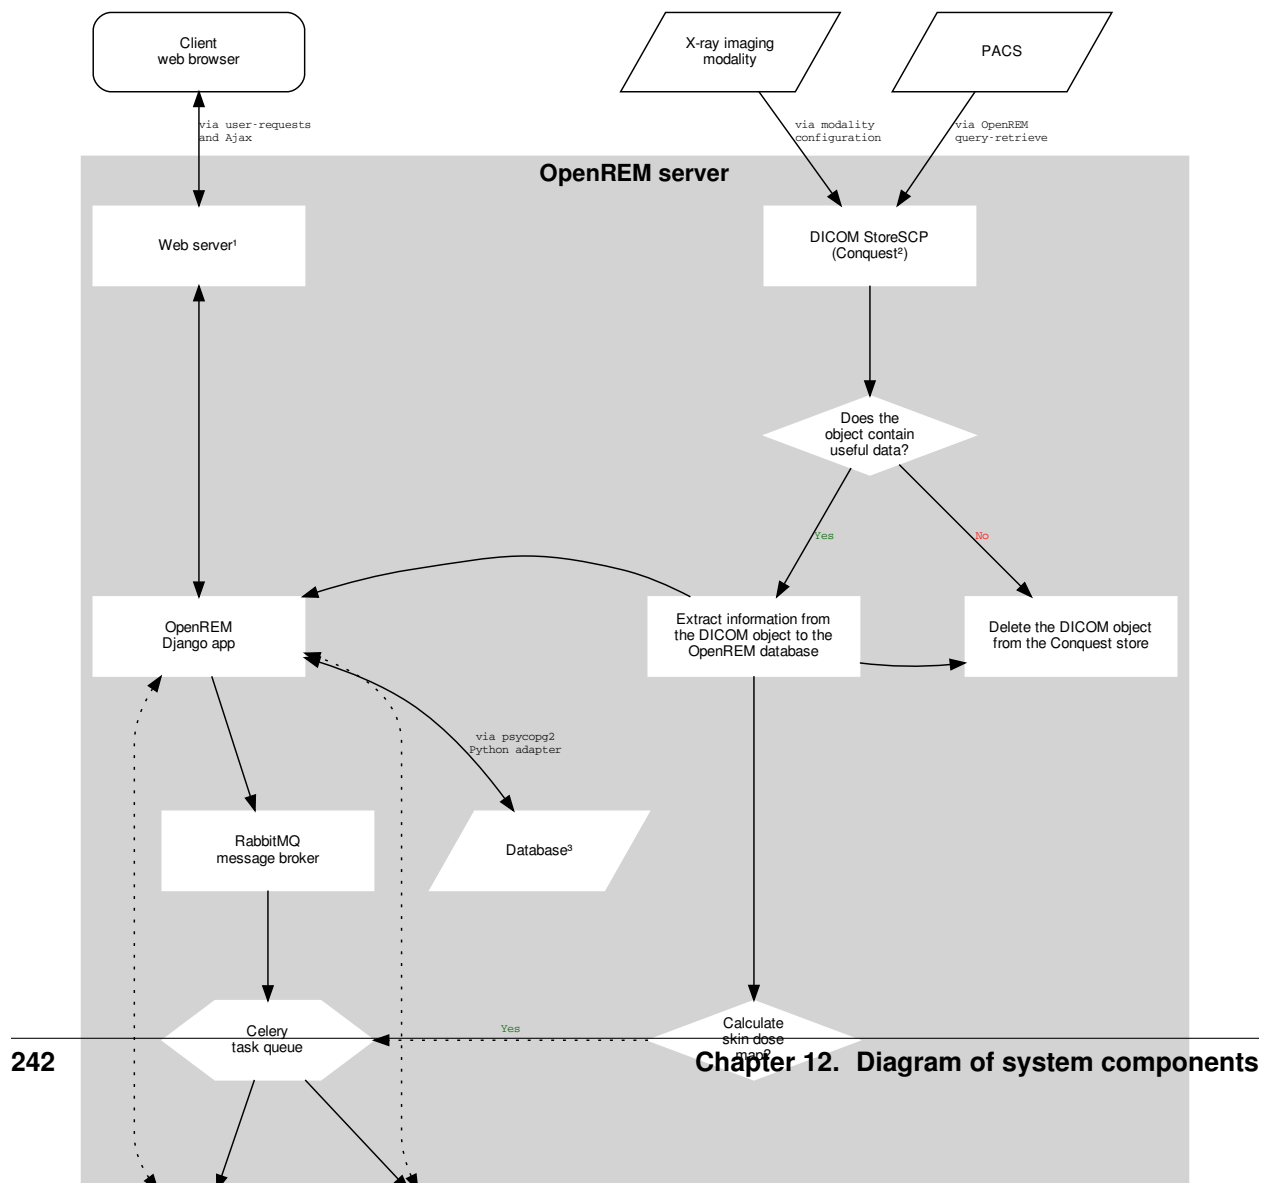 Client
web browser
X-ray imaging
modality
PACS
via user-requests
and Ajax
via modality
configuration
via OpenREM
query-retrieve
OpenREM server
Web server¹
DICOM StoreSCP
(Conquest²)
Does the
object contain
useful data?
Yes
No
OpenREM
Django app
Extract information from
the DICOM object to the
OpenREM database
Delete the DICOM object
from the Conquest store
via psycopg2
Python adapter
RabbitMQ
message broker
Database³
Celery
task queue
Yes
Calculate
skin dose
map?
242
Chapter 12. Diagram of system components